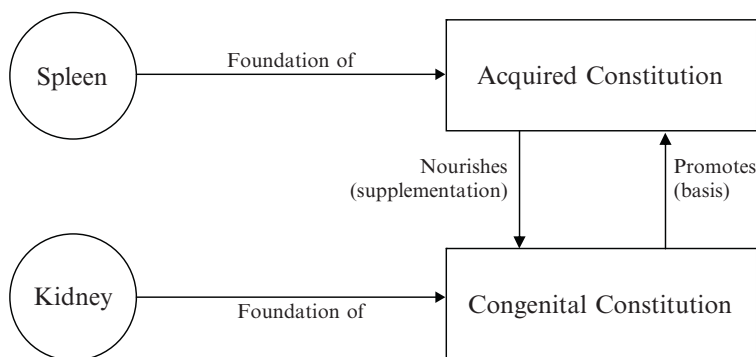 Spleen
Foundation of
Acquired Constitution
Nourishes
(supplementation)
Promotes
(basis)
Kidney
Foundation of
Congenital Constitution